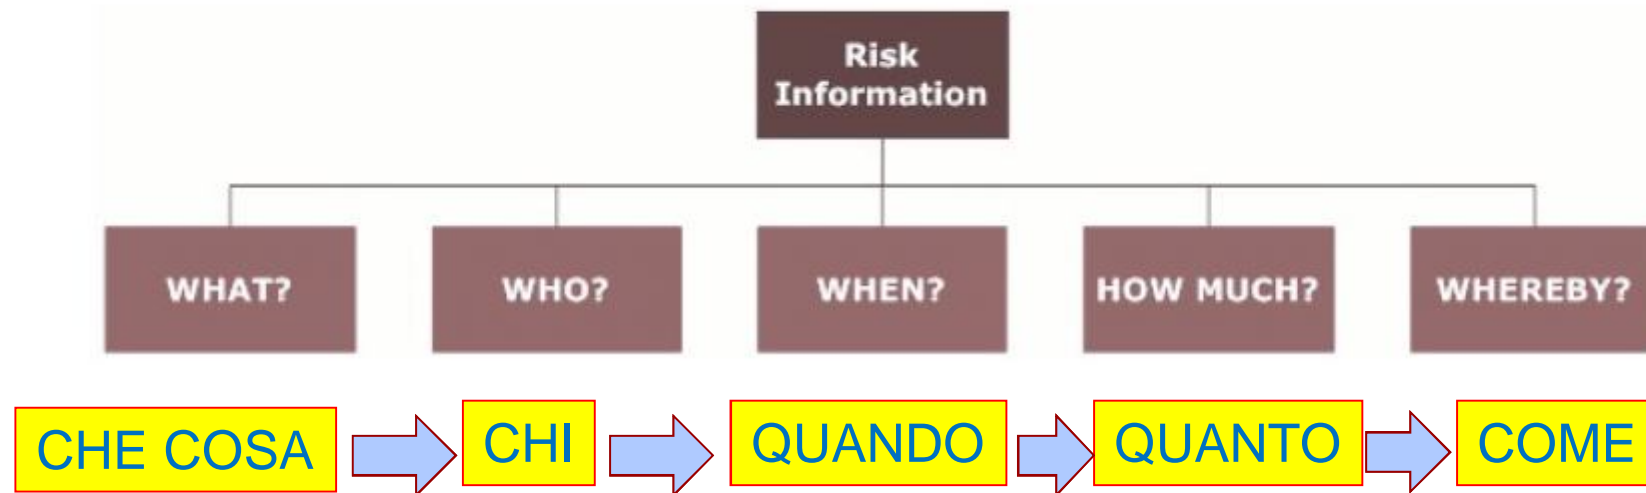 Risk
Information
WHAT?
WHO?
WHEN?
HOW MUCH?
WHEREBY?
CHE COSA
CHI
QUANDO
QUANTO
COME